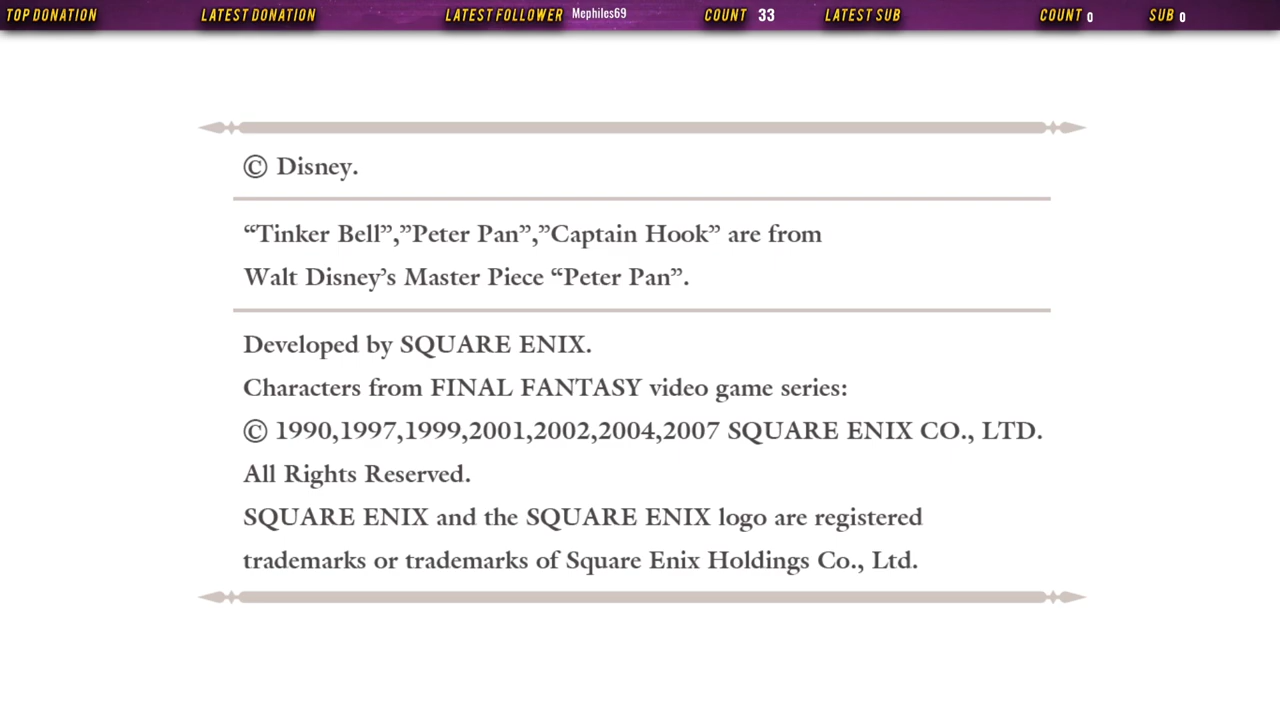 TOP DONATION LATEST DONATION LATEST FOLLOWER Mephiles69 COUNT 33 LATEST SUB COUNT 0 SUB 0
© Disney.
“Tinker Bell”,”Peter Pan”,”Captain Hook” are from
Walt Disney’s Master Piece “Peter Pan”.
Developed by SQUARE ENIX.
Characters from FINAL FANTASY video game series:
© 1990,1997,1999,2001,2002,2004,2007 SQUARE ENIX CO., LTD.
All Rights Reserved.
SQUARE ENIX and the SQUARE ENIX logo are registered
trademarks or trademarks of Square Enix Holdings Co., Ltd.